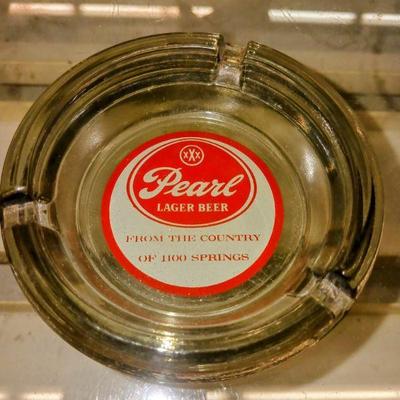 xXx
Pearl
LAGER BEER
FROM THE COUNTRY
OF 1100 SPRINGS